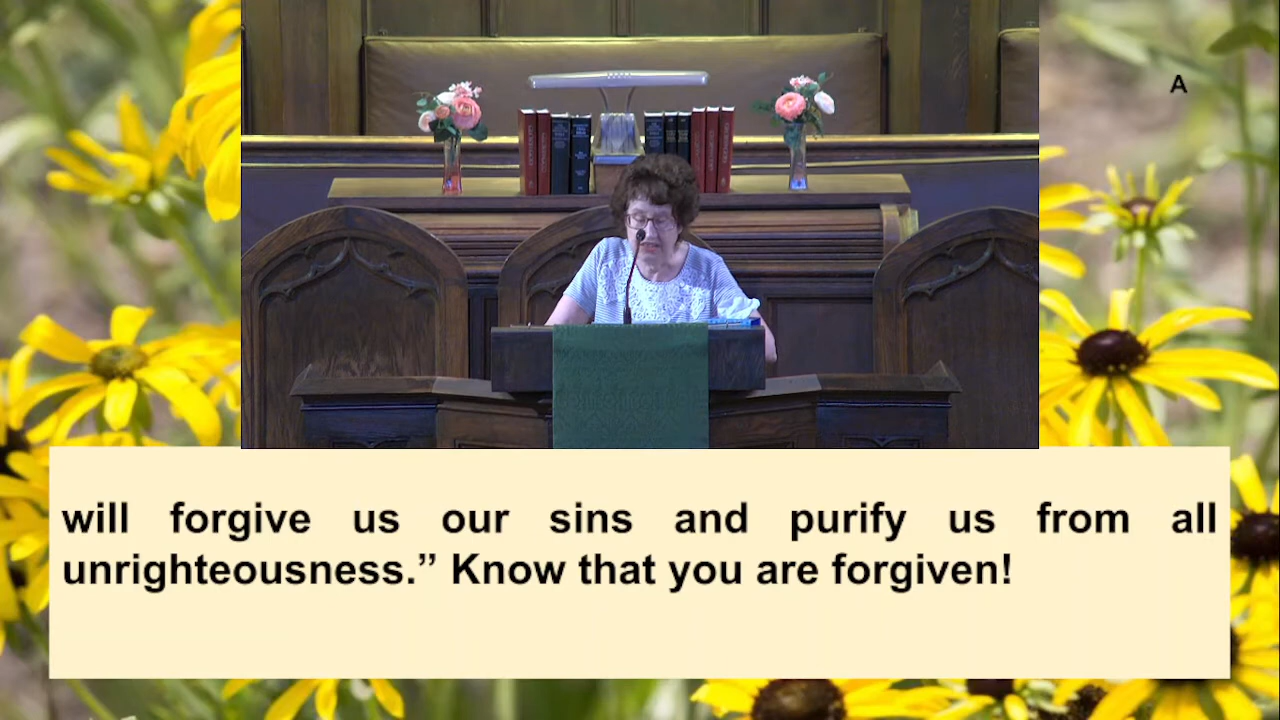 A
will forgive us our sins and purify us from all
unrighteousness.” Know that you are forgiven!